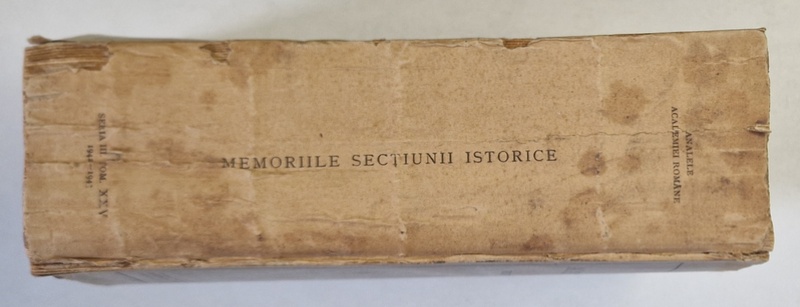 ANALELE
ACADEMIEI ROMÂNE
MEMORIILE SECȚIUNII ISTORICE
SERIA III TOM. XXV